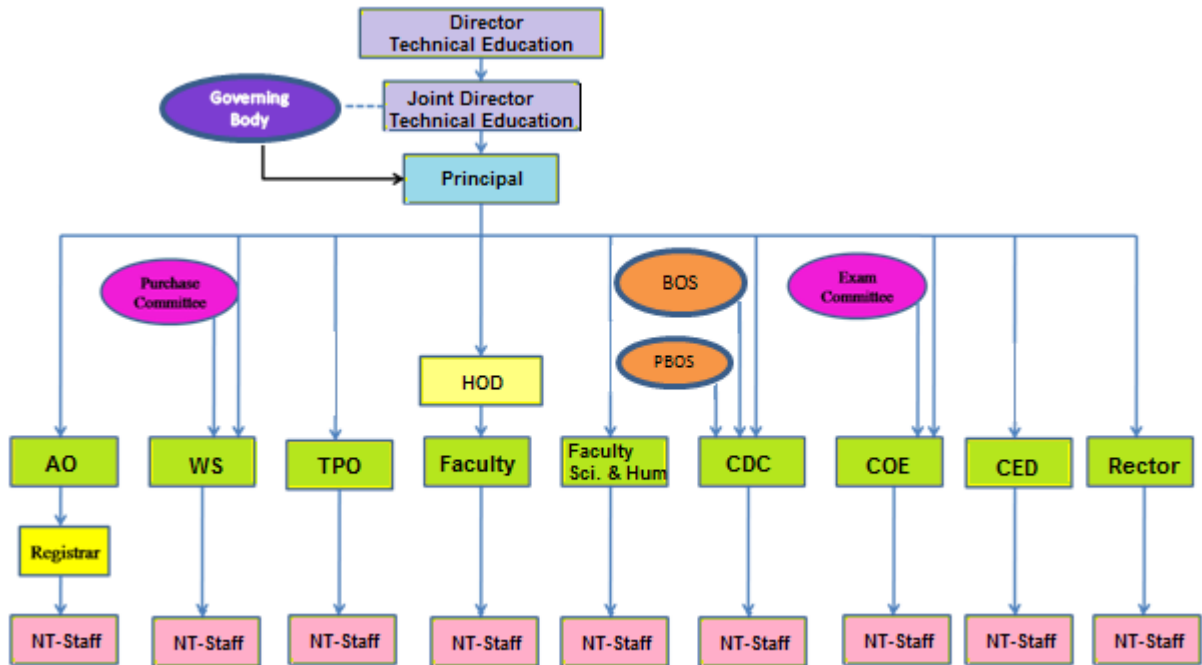 Director
Technical Education
Governing
Body
Joint Director
Technical Education
Principal
Purchase
Committee
BOS
Exam
Committee
PBOS
HOD
AO
WS
TPO
Faculty
Faculty
Sci. & Hum
CDC
COE
CED
Rector
Registrar
NT-Staff
NT-Staff
NT-Staff
NT-Staff
NT-Staff
NT-Staff
NT-Staff
NT-Staff
NT-Staff